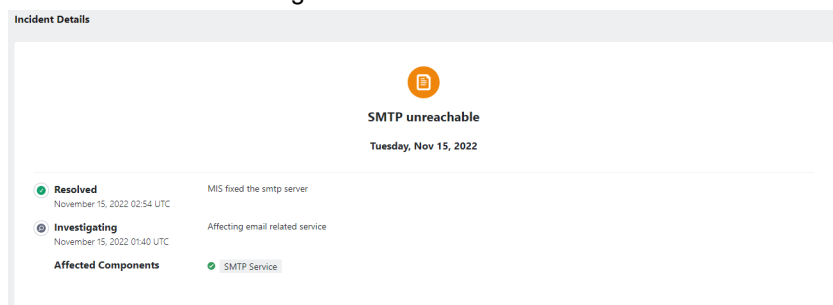 Incident Details
SMTP unreachable
Tuesday, Nov 15, 2022
Resolved
MIS fixed the smtp server
November 15, 2022 02:54 UTC
Investigating
Affecting email related service
November 15, 2022 01:40 UTC
Affected Components
SMTP Service